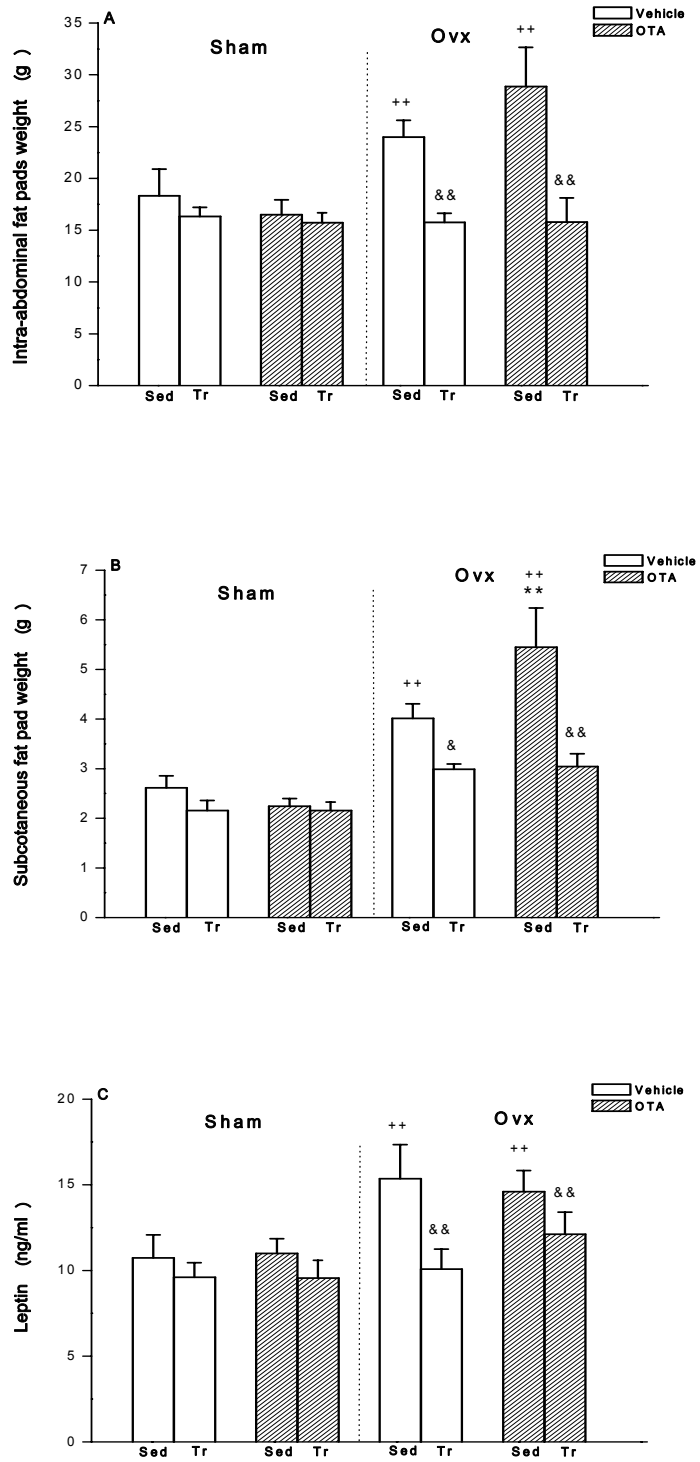 A
Vehicle
OTA
Sham
Ovx
Intra-abdominal fat pads weight (g)
35
30
25
20
15
10
5
0
++
&&
++
&&
Sed Tr Sed Tr Sed Tr Sed Tr
B
Vehicle
OTA
Sham
Ovx
Subcotaneous fat pad weight (g)
7
6
5
4
3
2
1
0
++
&
++
**
&&
Sed Tr Sed Tr Sed Tr Sed Tr
C
Vehicle
OTA
Sham
Ovx
Leptin (ng/ml)
20
15
10
5
0
++
&&
++
&&
Sed Tr Sed Tr Sed Tr Sed Tr